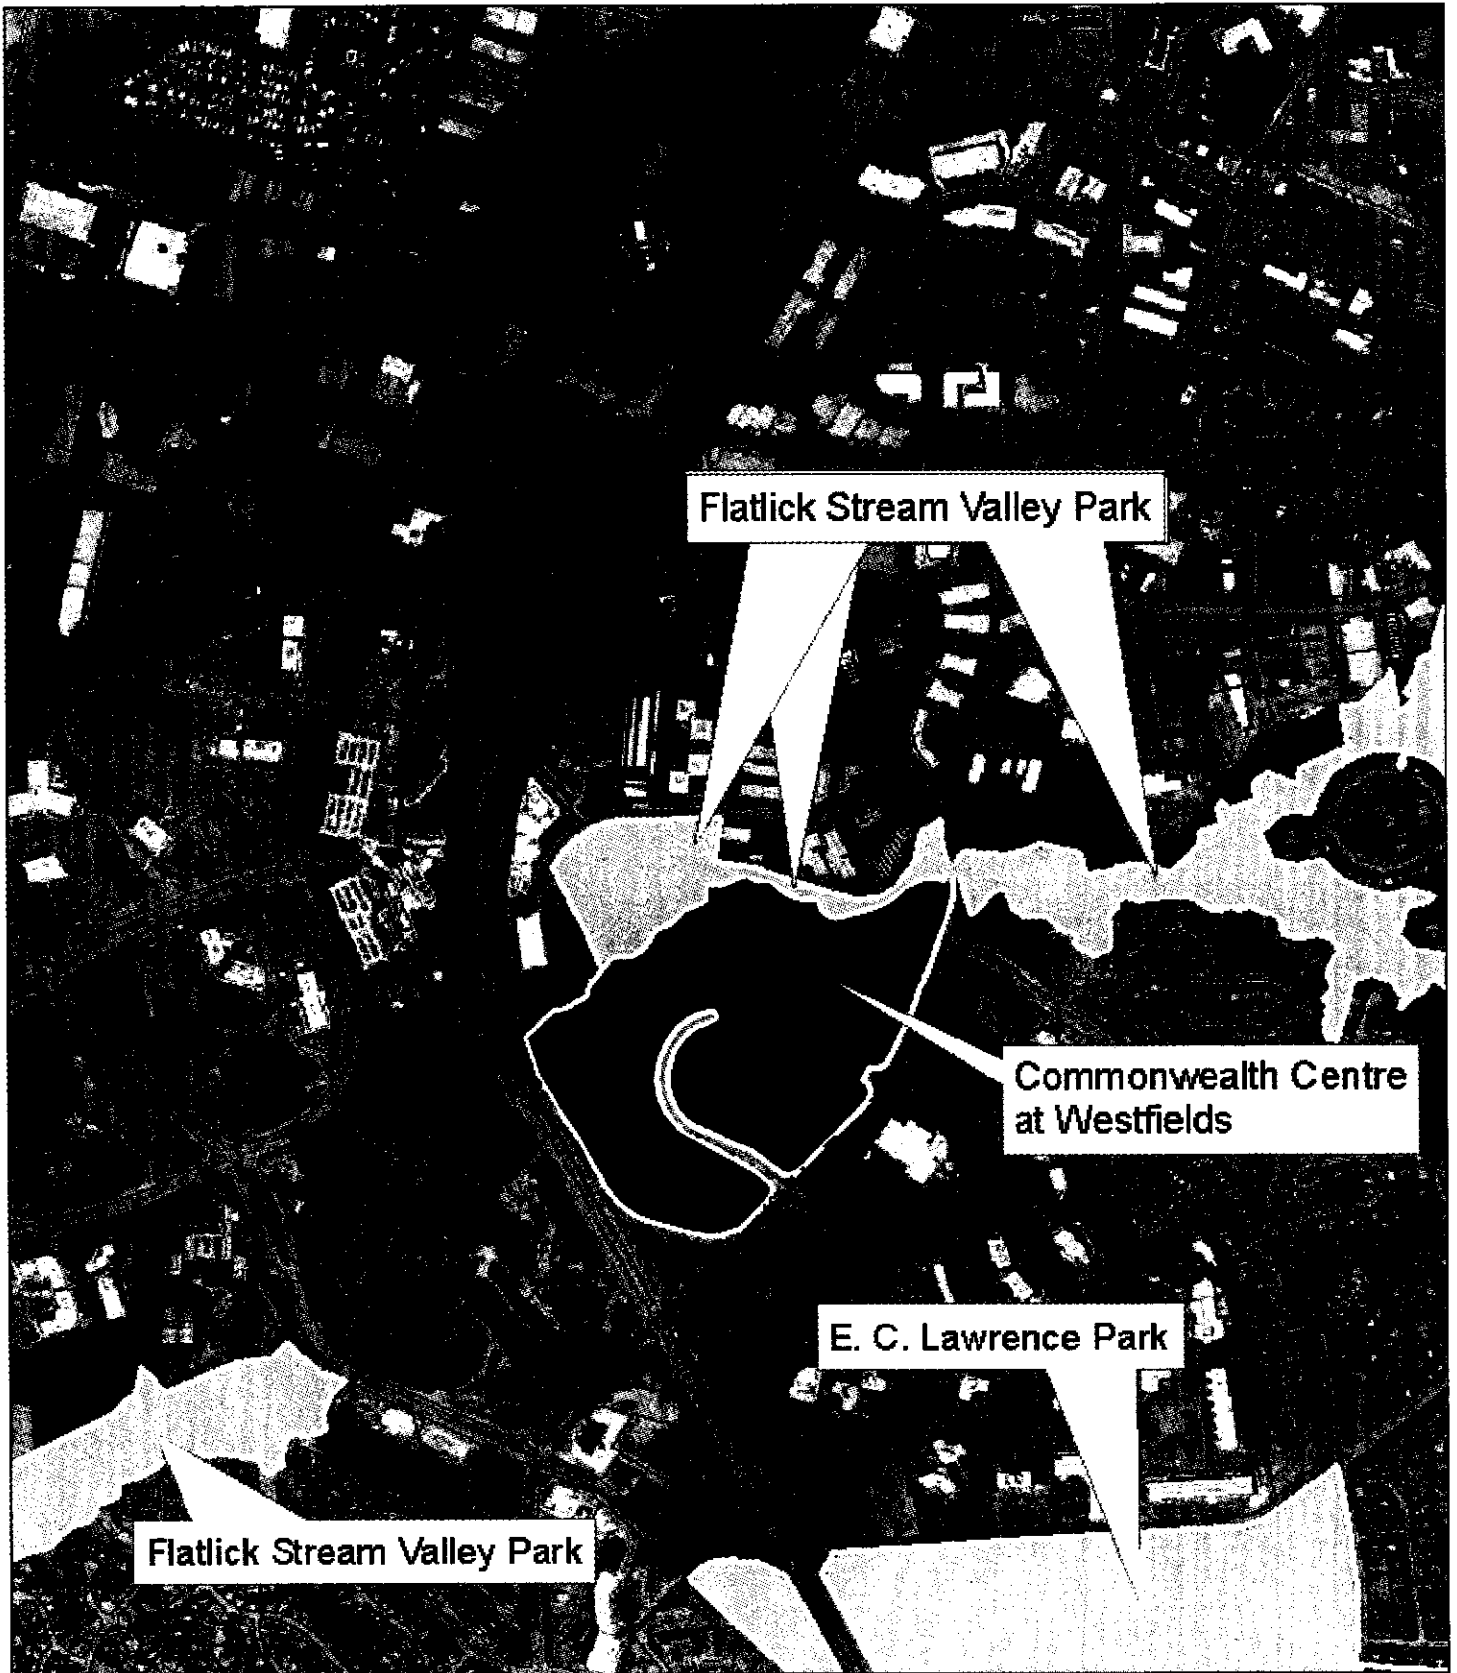 Flatlick Stream Valley Park
Commonwealth Centre
at Westfields
E. C. Lawrence Park
Flatlick Stream Valley Park